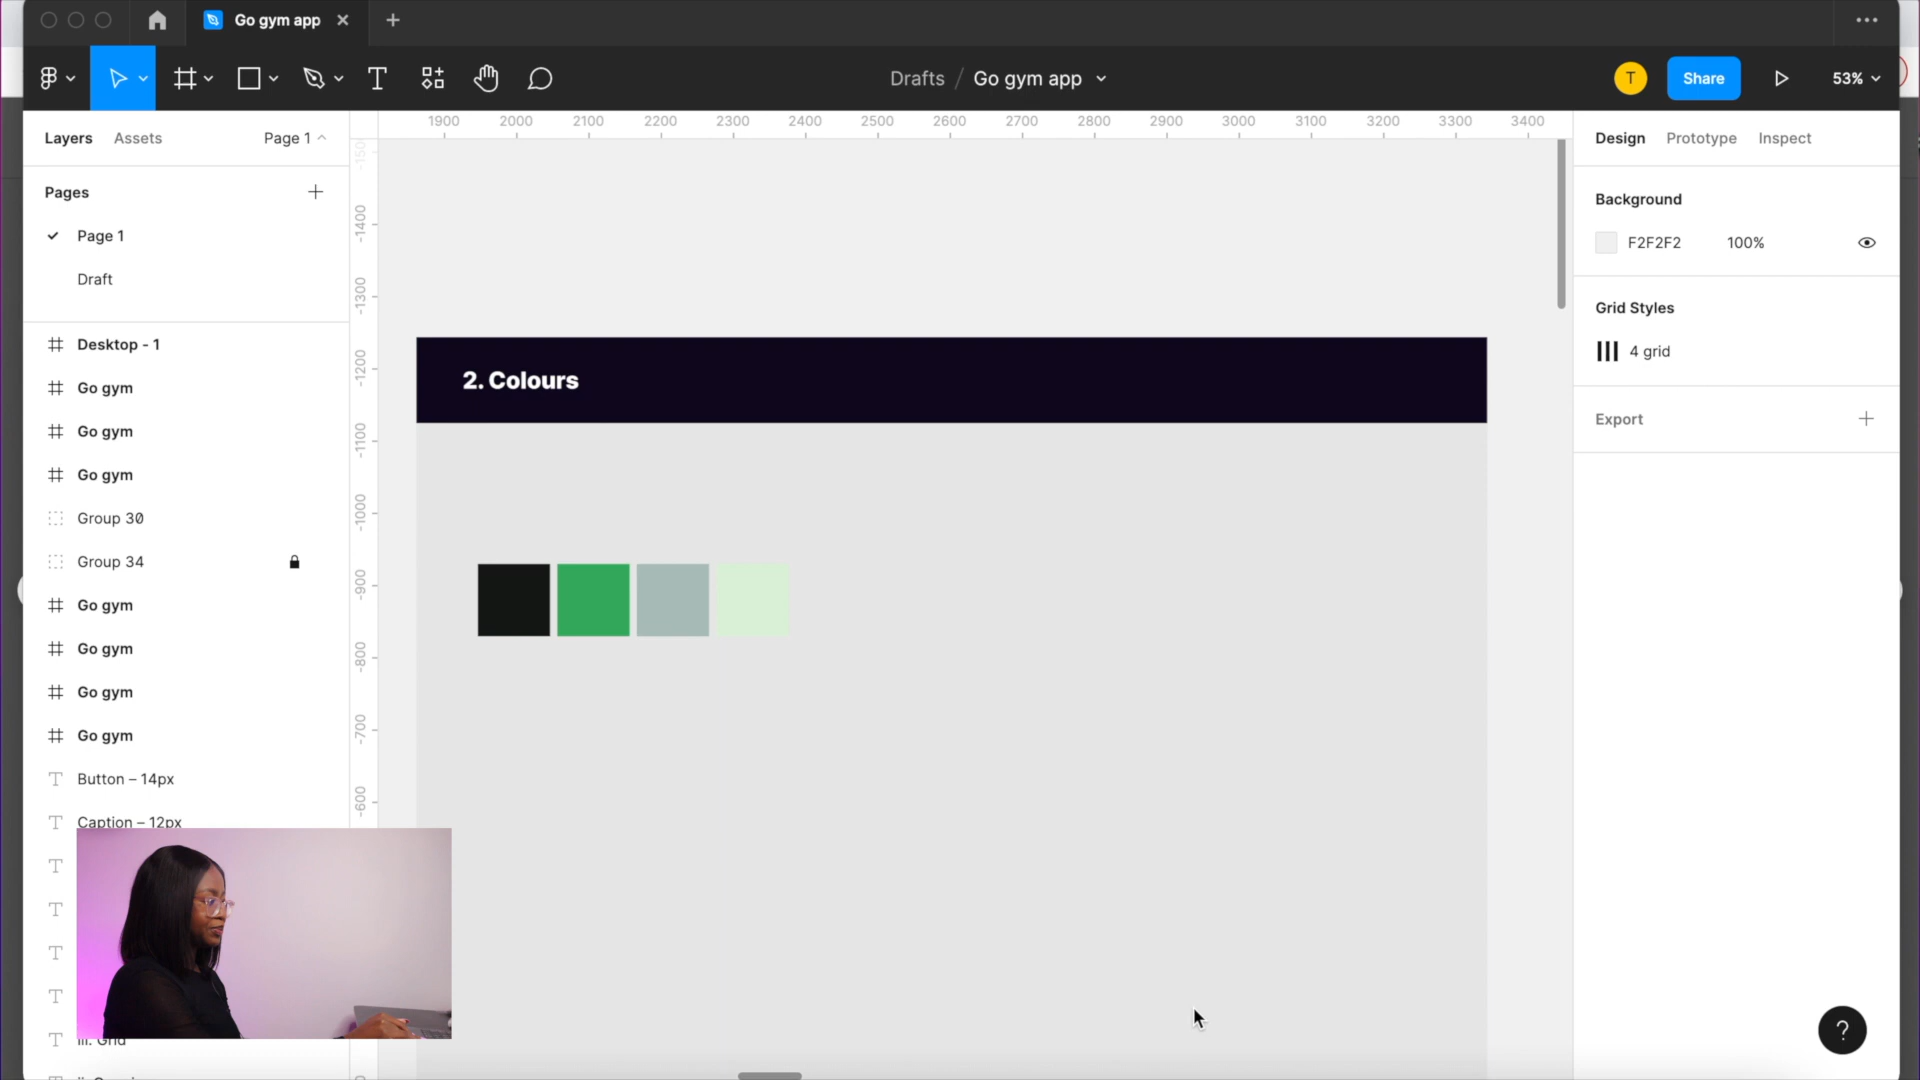 Go gym app
Drafts / Go gym app
T
Share
53%
Layers
Assets
Page 1
1900 2000 2100 2200 2300 2400 2500 2600 2700 2800 2900 3000 3100 3200 3300 3400
Design
Prototype
Inspect
Pages
Page 1
Draft
Desktop - 1
Go gym
Go gym
Go gym
Group 30
Group 34
Go gym
Go gym
Go gym
Go gym
Button – 14px
Caption – 12px
iii. Grid
-1500
-1400
-1300
-1200
-1100
-1000
-900
-800
-700
-600
2. Colours
Background
F2F2F2 100%
Grid Styles
4 grid
Export
?